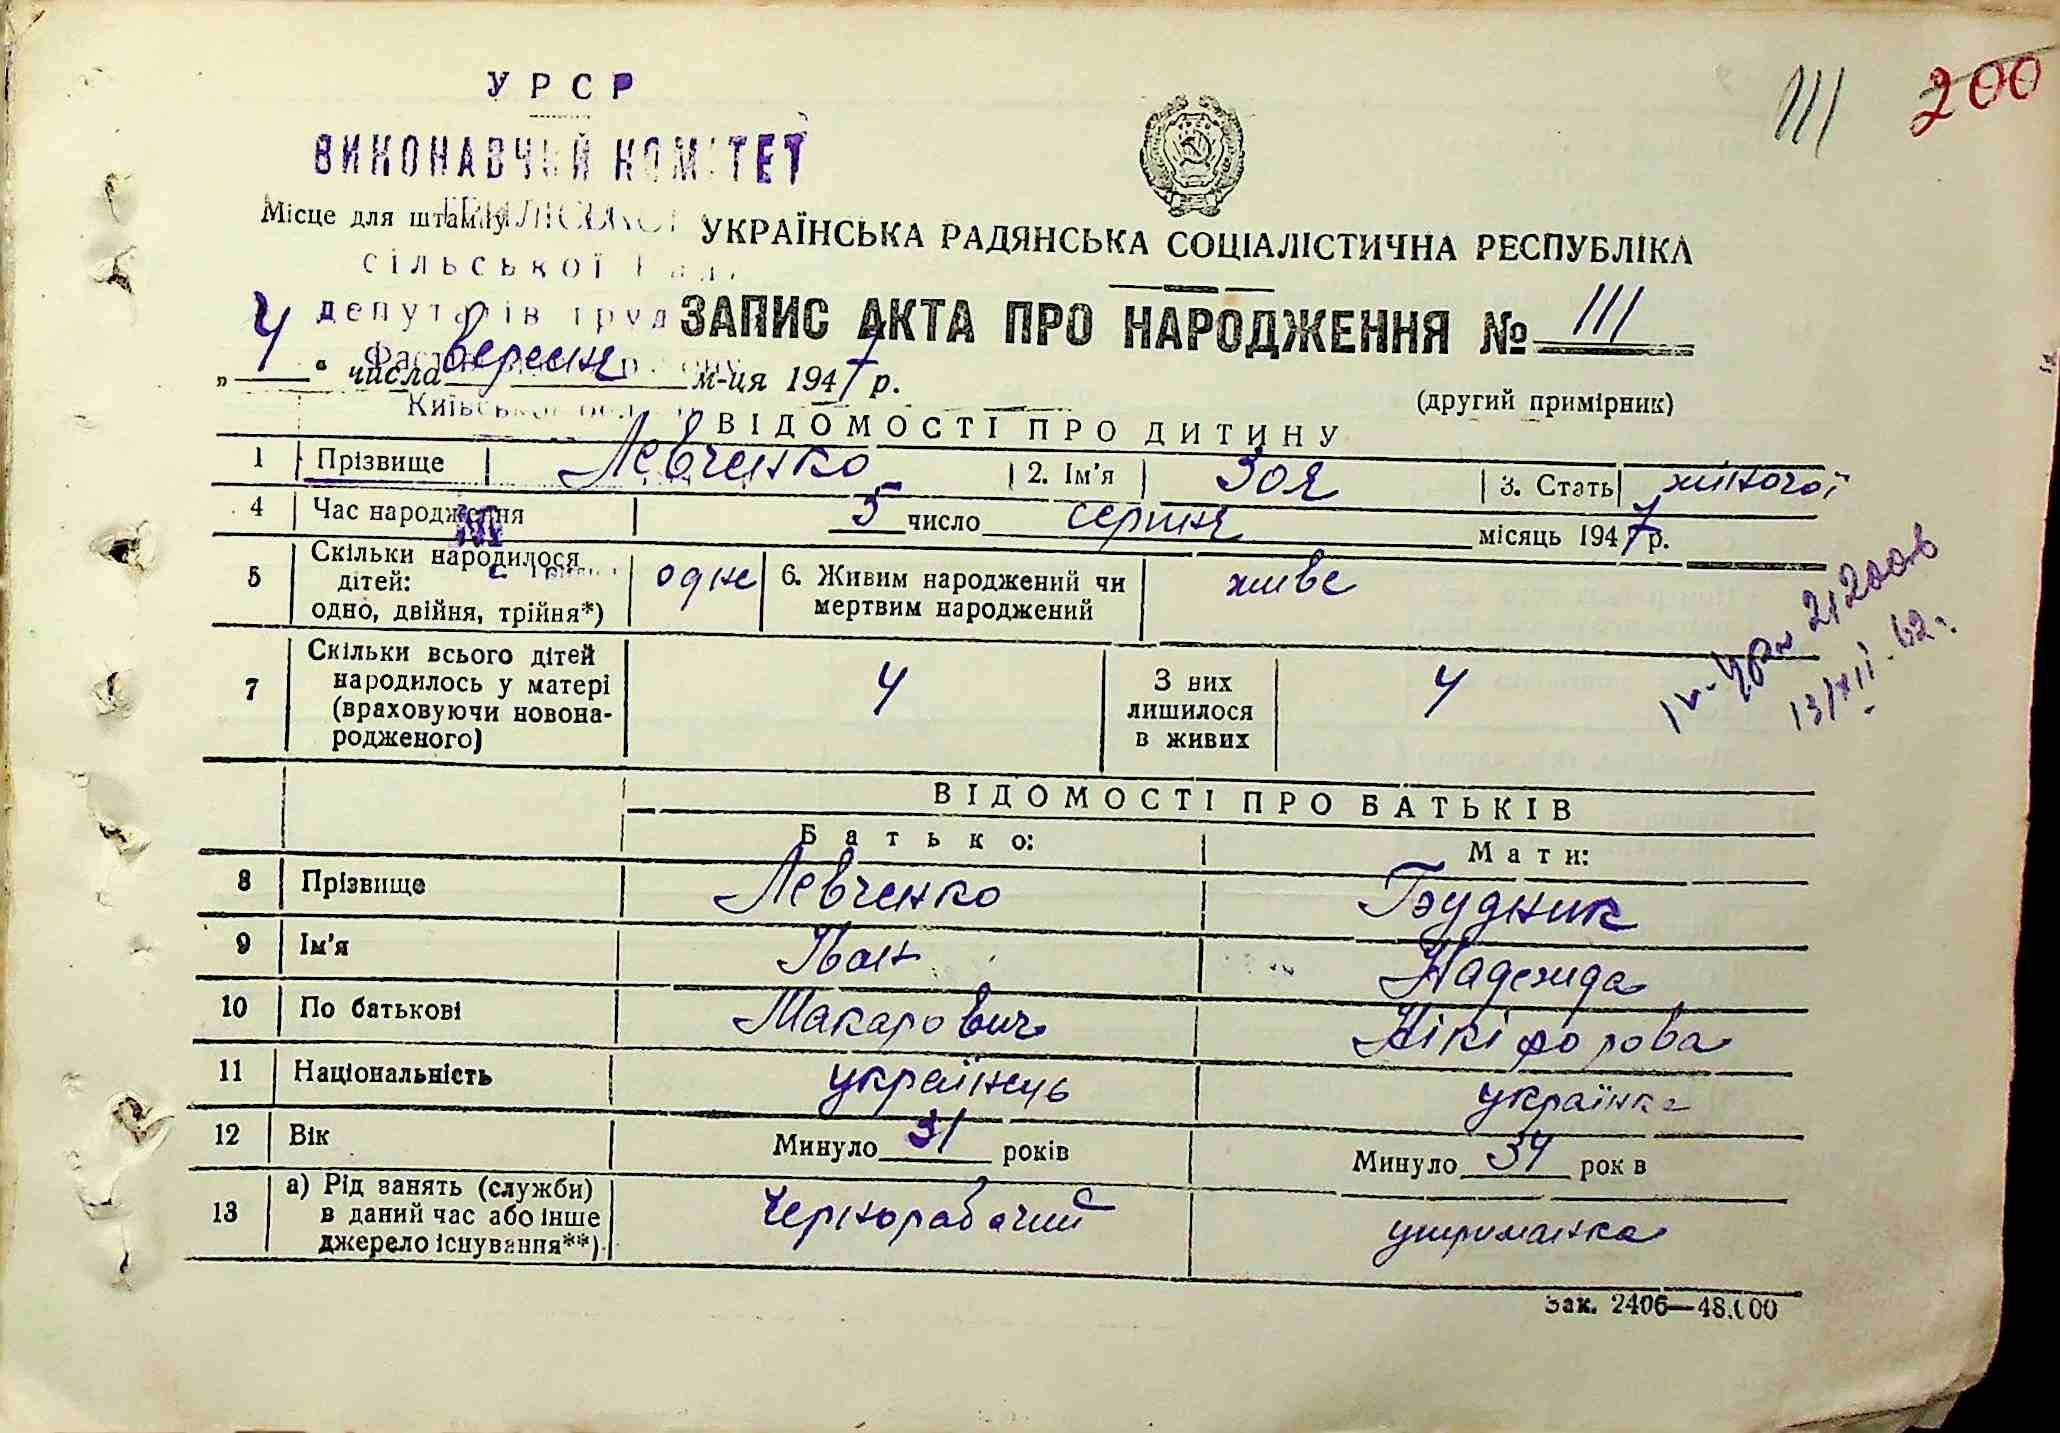 111 200
УРСР
ВИКОНАВЧИЙ КОМІТЕТ
Місце для штампу
УКРАЇНСЬКА РАДЯНСЬКА СОЦІАЛІСТИЧНА РЕСПУБЛІКА
сільської Ради
депутатів труд
ЗАПИС АКТА ПРО НАРОДЖЕННЯ № 111
„ 4 “ числа вересня м-ця 1947 р.
(другий примірник)
ВІДОМОСТІ ПРО ДИТИНУ
1 Прізвище Левченко 2. Ім'я Зоя 3. Стать жіночої
4 Час народження 5 число серпня місяць 1947 р.
5 Скільки народилося
дітей:
одно, двійня, трійня*) одне 6. Живим народжений чи
мертвим народжений живе
7 Скільки всього дітей
народилось у матері
(враховуючи новона-
родженого) 4 З них
лишилося
в живих 4
13/XII-62 г.
ВІДОМОСТІ ПРО БАТЬКІВ
Батько: Мати:
8 Прізвище Левченко Бзудник
9 Ім'я Іван Надежда
10 По батькові Макарович Нікіфорова
11 Національність українець українка
12 Вік Минуло 31 років Минуло 34 рок в
13 а) Рід занять (служби)
в даний час або інше
джерело існування**) Чернорабочий утриманка
Зак. 2406—48.000